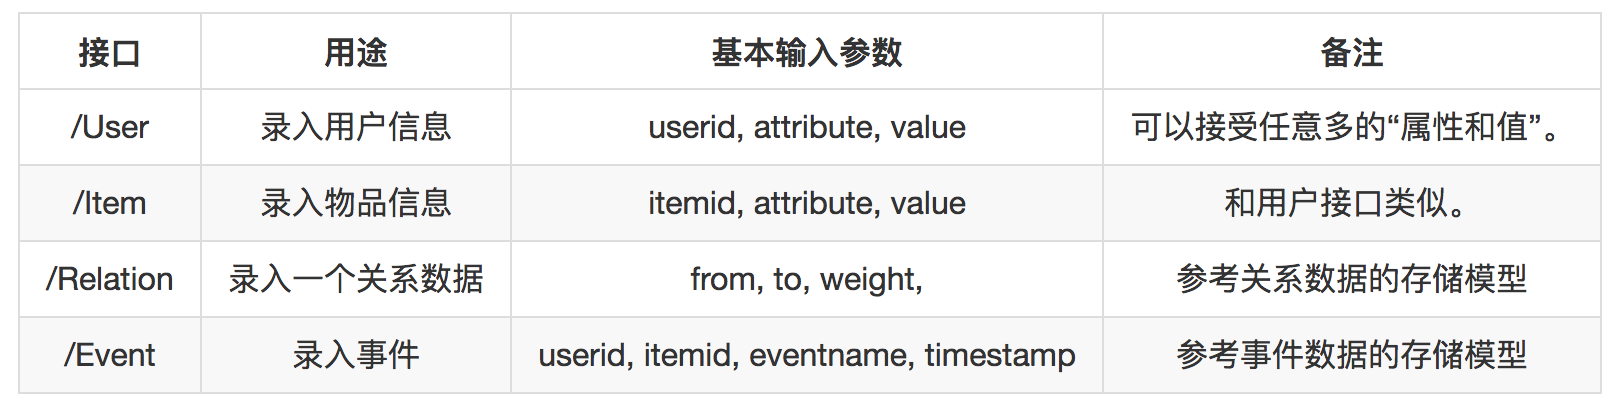 接口 用途 基本输入参数 备注
/User 录入用户信息 userid, attribute, value 可以接受任意多的“属性和值”。
/Item 录入物品信息 itemid, attribute, value 和用户接口类似。
/Relation 录入一个关系数据 from, to, weight, 参考关系数据的存储模型
/Event 录入事件 userid, itemid, eventname, timestamp 参考事件数据的存储模型